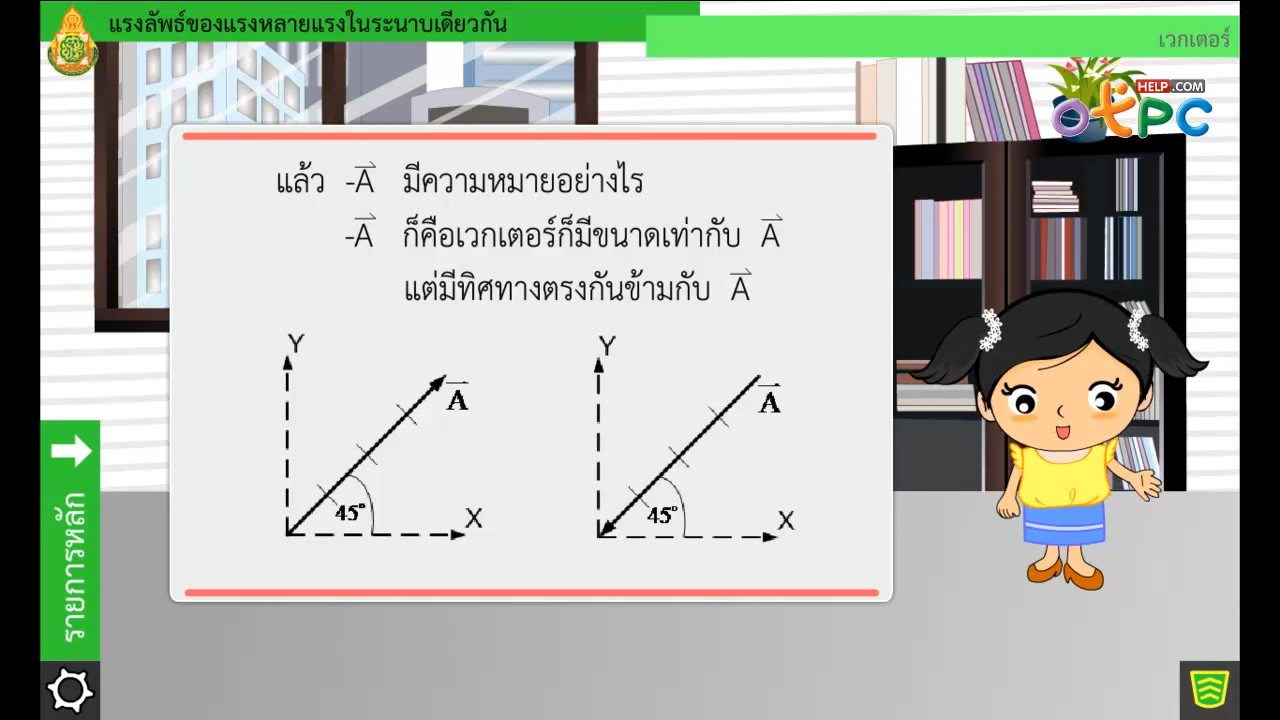 แรงลัพธ์ของแรงหลายแรงในระนาบเดียวกัน
เวกเตอร์
HELP.COM
OTPC
แล้ว -A⃗ มีความหมายอย่างไร
-A⃗ ก็คือเวกเตอร์ก็มีขนาดเท่ากับ A⃗
แต่มีทิศทางตรงกันข้ามกับ A⃗
Y
A⃗
45°
X
Y
A⃗
45°
X
รายการหลัก